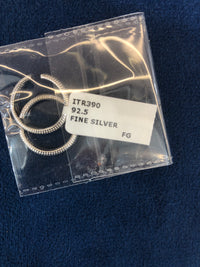 ITR390
92.5
FINE SILVER
FG